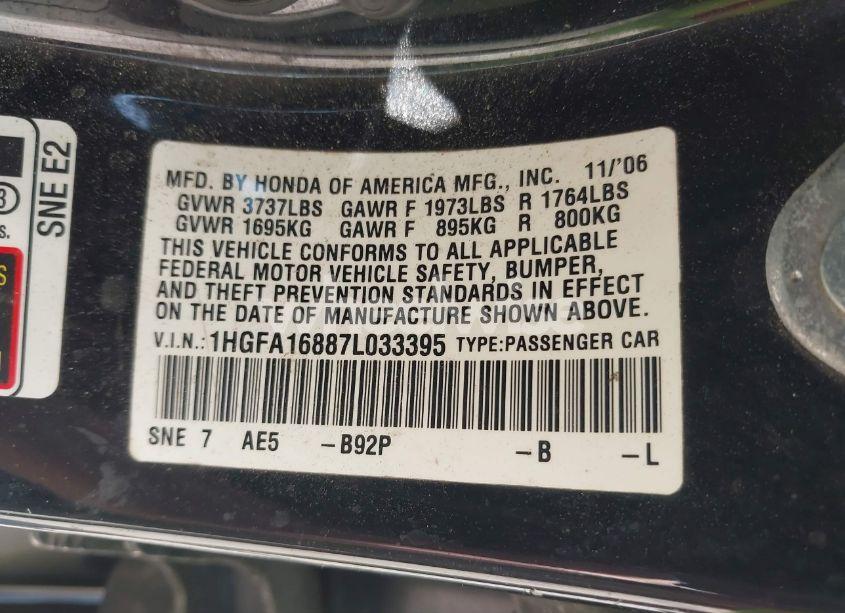 MFD. BY HONDA OF AMERICA MFG., INC. 11/'06
GVWR 3737LBS GAWR F 1973LBS R 1764LBS
GVWR 1695KG GAWR F 895KG R 800KG
THIS VEHICLE CONFORMS TO ALL APPLICABLE
FEDERAL MOTOR VEHICLE SAFETY, BUMPER,
AND THEFT PREVENTION STANDARDS IN EFFECT
ON THE DATE OF MANUFACTURE SHOWN ABOVE.
V.I.N.: 1HGFA16887L033395 TYPE:PASSENGER CAR
SNE 7 AE5 -B92P -B -L
SNE E2
3
s.